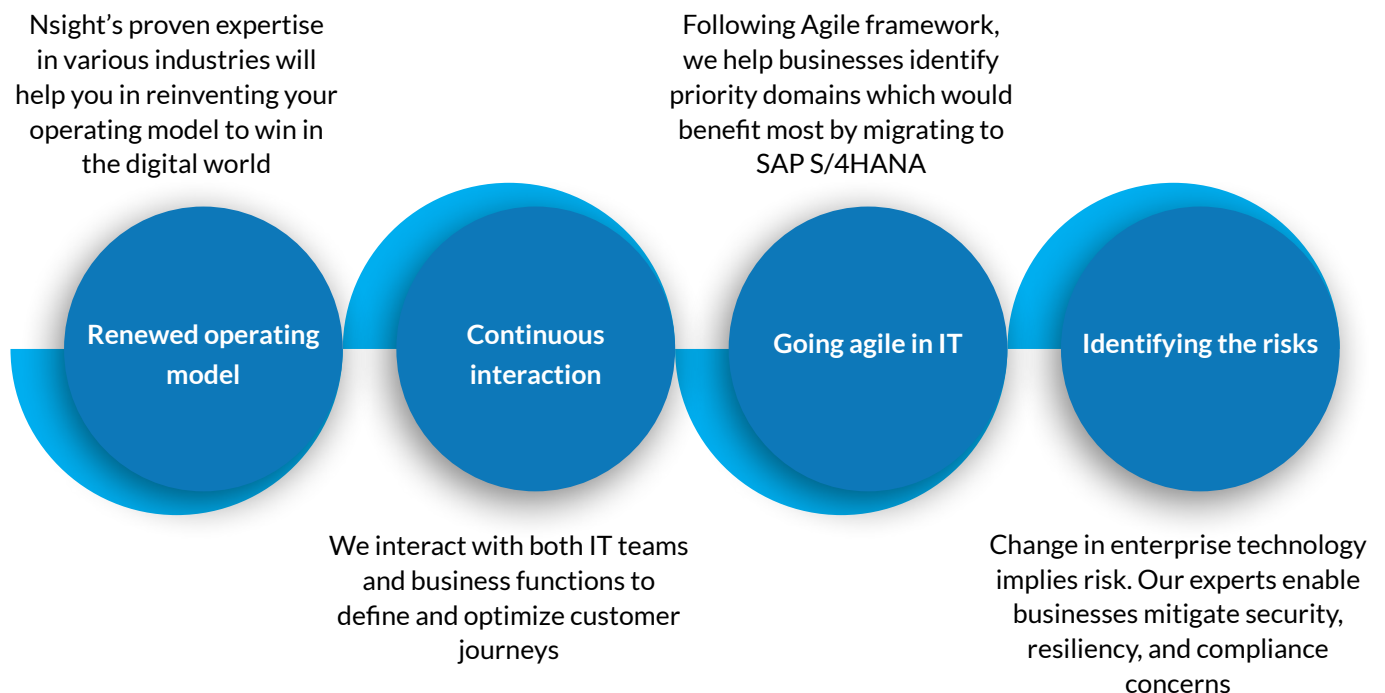 Nsight’s proven expertise
in various industries will
help you in reinventing your
operating model to win in
the digital world
Renewed operating
model
Continuous
interaction
We interact with both IT teams
and business functions to
define and optimize customer
journeys
Following Agile framework,
we help businesses identify
priority domains which would
benefit most by migrating to
SAP S/4HANA
Going agile in IT
Identifying the risks
Change in enterprise technology
implies risk. Our experts enable
businesses mitigate security,
resiliency, and compliance
concerns